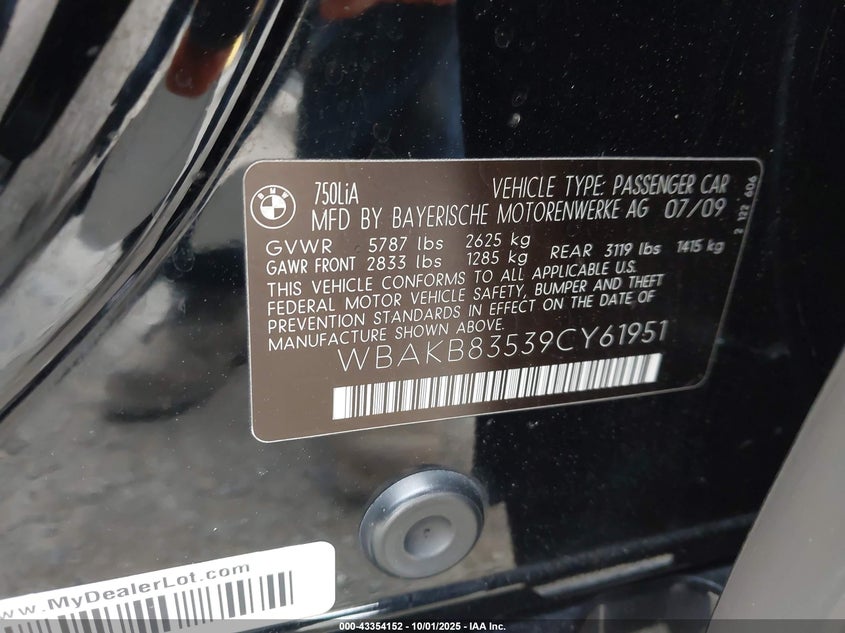 BMW
750LiA
VEHICLE TYPE: PASSENGER CAR
MFD BY BAYERISCHE MOTORENWERKE AG 07/09
GVWR 5787 lbs 2625 kg
GAWR FRONT 2833 lbs 1285 kg REAR 3119 lbs 1415 kg
THIS VEHICLE CONFORMS TO ALL APPLICABLE U.S.
FEDERAL MOTOR VEHICLE SAFETY, BUMPER AND THEFT
PREVENTION STANDARDS IN EFFECT ON THE DATE OF
MANUFACTURE SHOWN ABOVE.
WBAKB83539CY61951
2 122 606
www.MyDealerLot.com
000-43354152 - 10/01/2025 - IAA Inc.